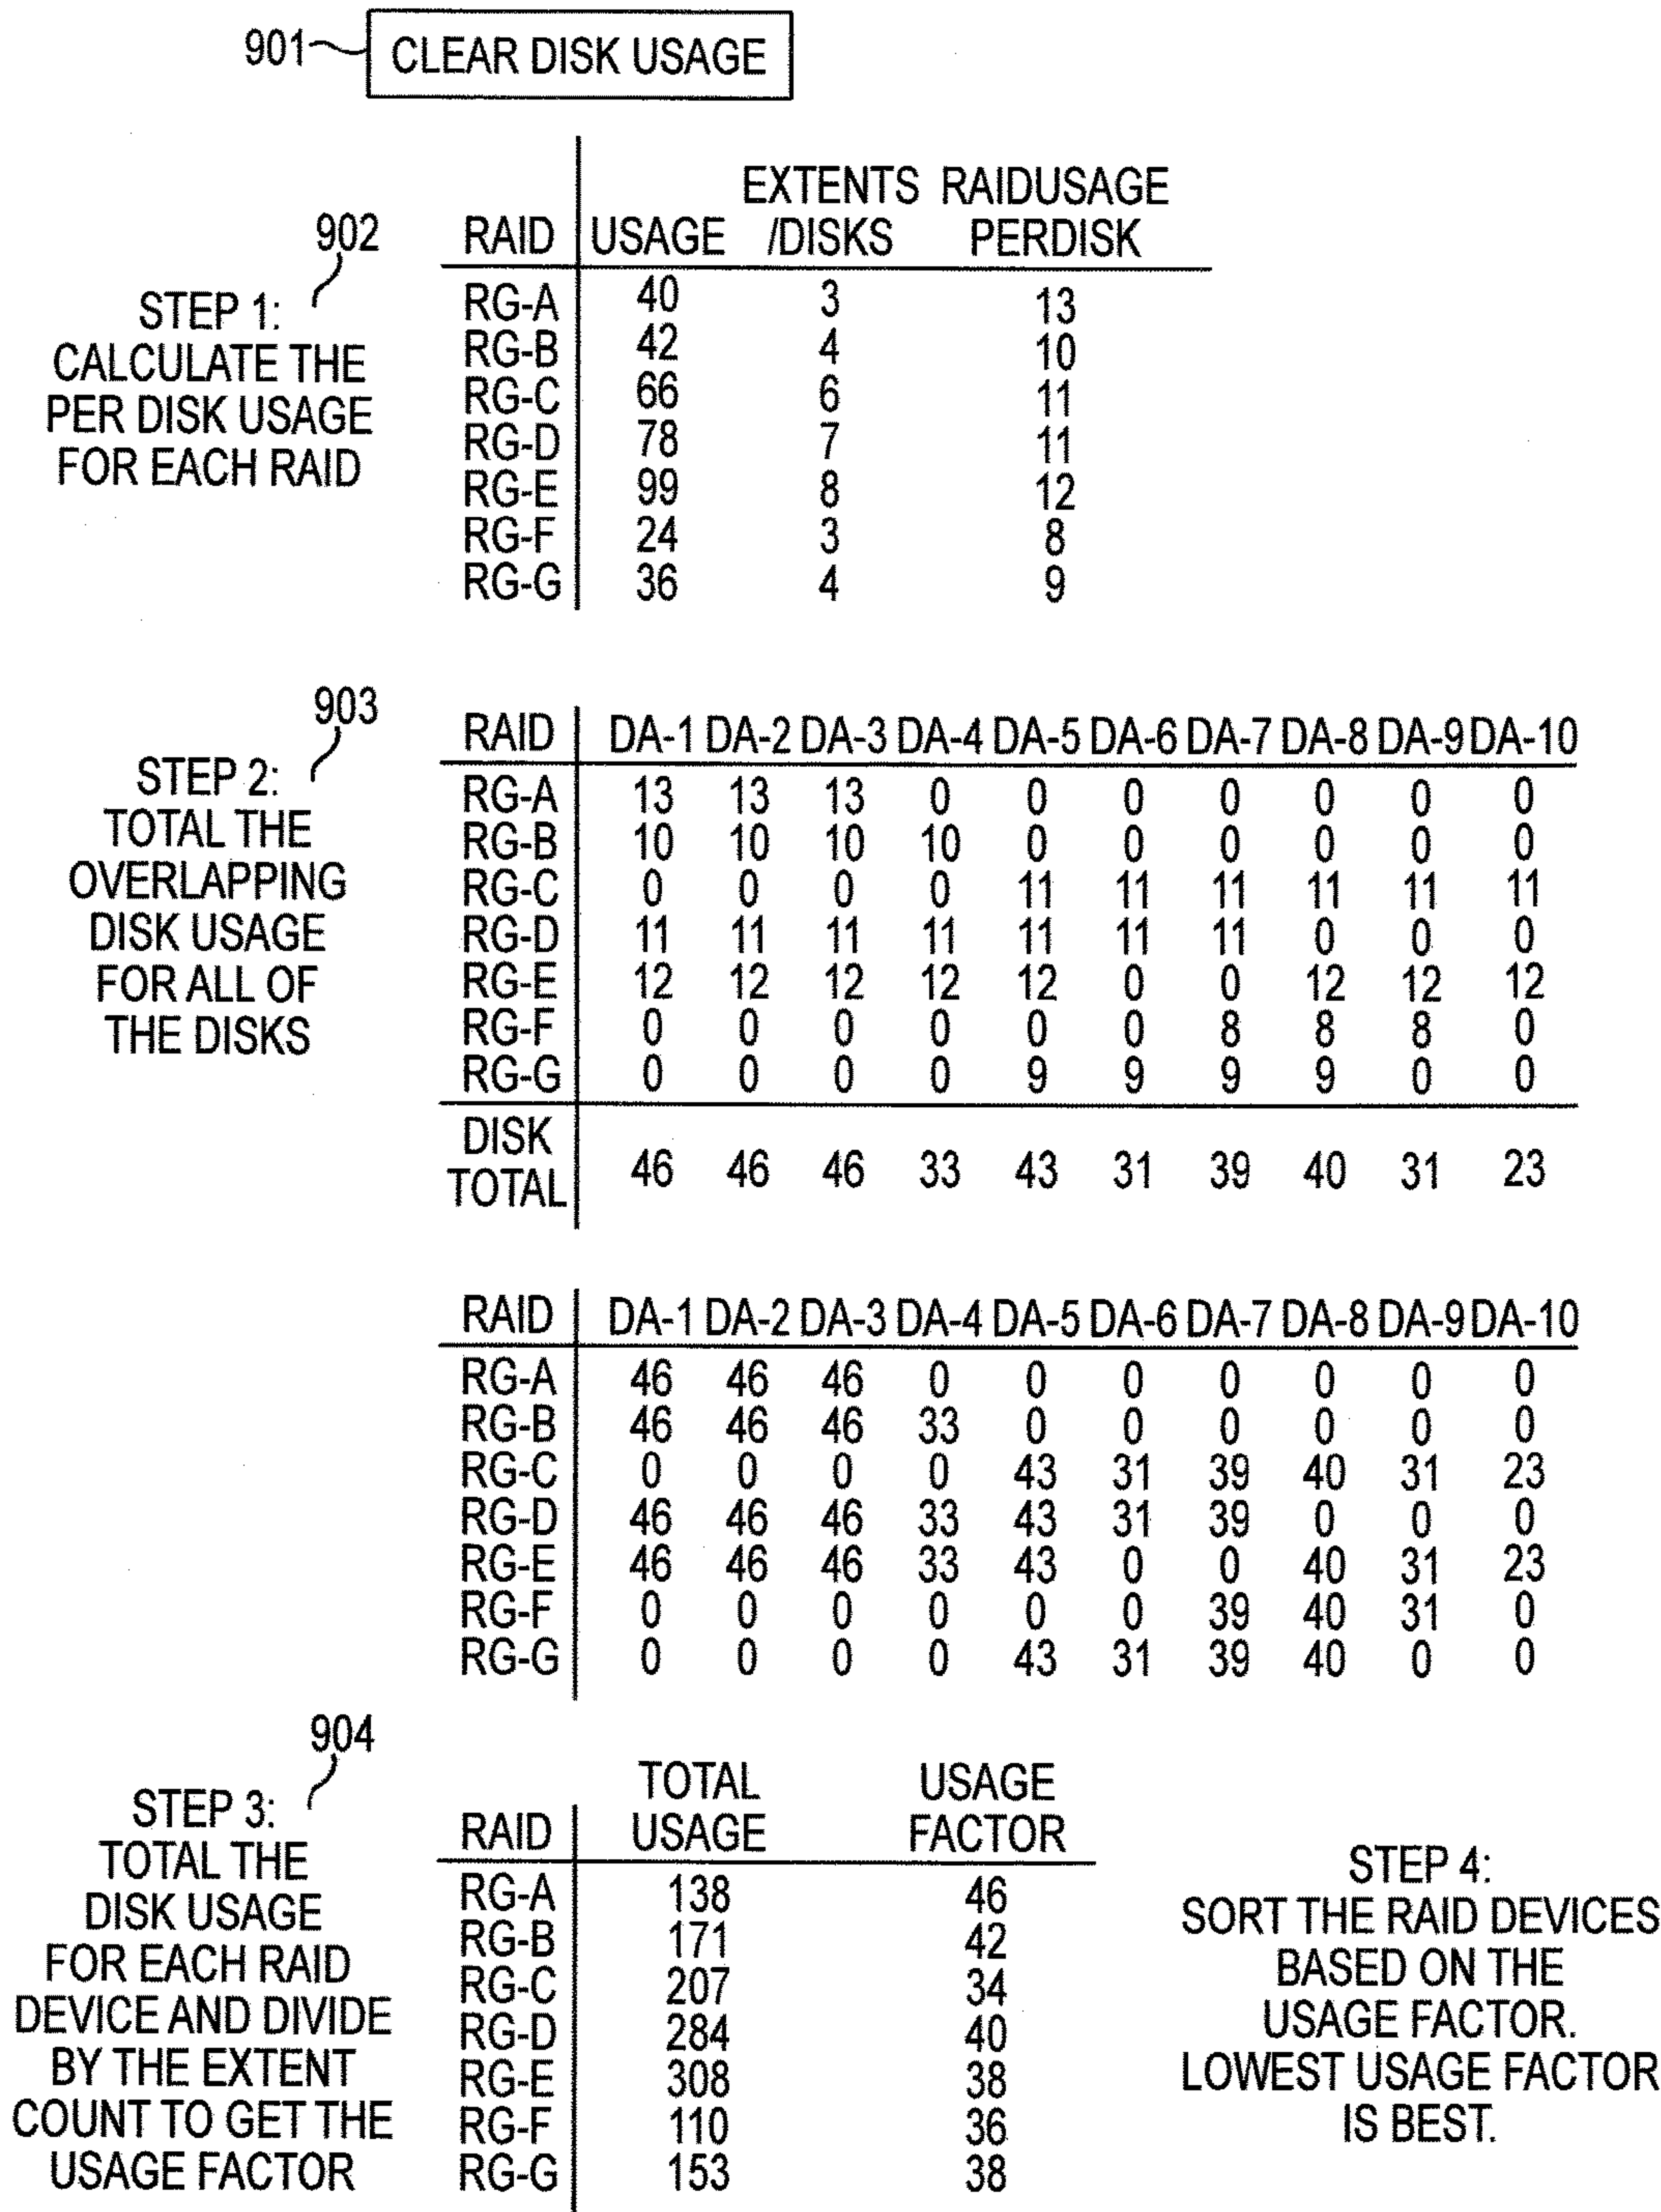 901
CLEAR DISK USAGE
902
STEP 1:
CALCULATE THE
PER DISK USAGE
FOR EACH RAID
EXTENTS RAIDUSAGE
RAID USAGE /DISKS PERDISK
RG-A 40 3 13
RG-B 42 4 10
RG-C 66 6 11
RG-D 78 7 11
RG-E 99 8 12
RG-F 24 3 8
RG-G 36 4 9
903
STEP 2:
TOTAL THE
OVERLAPPING
DISK USAGE
FOR ALL OF
THE DISKS
RAID DA-1 DA-2 DA-3 DA-4 DA-5 DA-6 DA-7 DA-8 DA-9 DA-10
RG-A 13 13 13 0 0 0 0 0 0 0
RG-B 10 10 10 10 0 0 0 0 0 0
RG-C 0 0 0 0 11 11 11 11 11 11
RG-D 11 11 11 11 11 11 11 0 0 0
RG-E 12 12 12 12 12 0 0 12 12 12
RG-F 0 0 0 0 0 0 8 8 8 0
RG-G 0 0 0 0 9 9 9 9 0 0
DISK
TOTAL 46 46 46 33 43 31 39 40 31 23
RAID DA-1 DA-2 DA-3 DA-4 DA-5 DA-6 DA-7 DA-8 DA-9 DA-10
RG-A 46 46 46 0 0 0 0 0 0 0
RG-B 46 46 46 33 0 0 0 0 0 0
RG-C 0 0 0 0 43 31 39 40 31 23
RG-D 46 46 46 33 43 31 39 0 0 0
RG-E 46 46 46 33 43 0 0 40 31 23
RG-F 0 0 0 0 0 0 39 40 31 0
RG-G 0 0 0 0 43 31 39 40 0 0
904
STEP 3:
TOTAL THE
DISK USAGE
FOR EACH RAID
DEVICE AND DIVIDE
BY THE EXTENT
COUNT TO GET THE
USAGE FACTOR
TOTAL USAGE
RAID USAGE FACTOR
RG-A 138 46
RG-B 171 42
RG-C 207 34
RG-D 284 40
RG-E 308 38
RG-F 110 36
RG-G 153 38
STEP 4:
SORT THE RAID DEVICES
BASED ON THE
USAGE FACTOR.
LOWEST USAGE FACTOR
IS BEST.